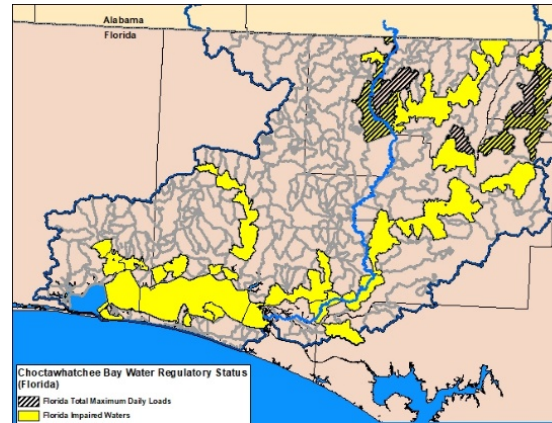 Alabama
Florida
Choctawhatchee Bay Water Regulatory Status
(Florida)
Florida Total Maximum Daily Loads
Florida Impaired Waters